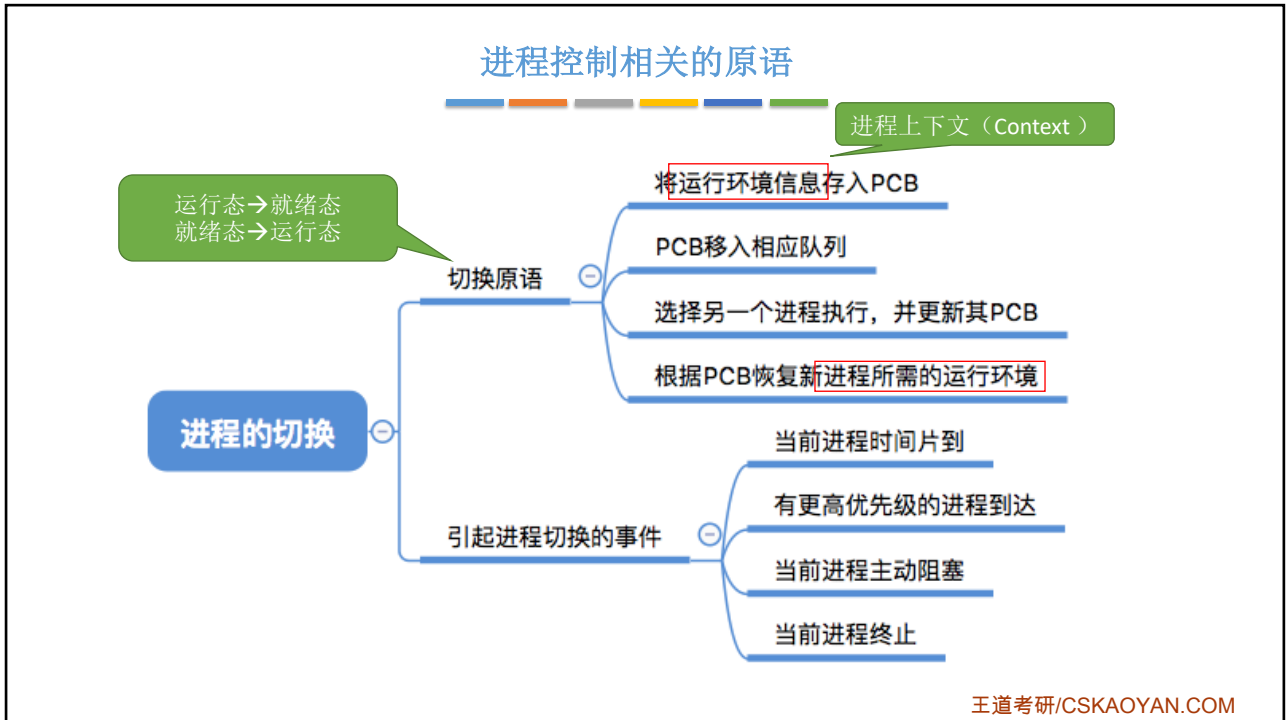 进程控制相关的原语
进程上下文（Context ）
将运行环境信息存入PCB
运行态→就绪态
就绪态→运行态
PCB移入相应队列
切换原语
选择另一个进程执行，并更新其PCB
根据PCB恢复新进程所需的运行环境
进程的切换
当前进程时间片到
有更高优先级的进程到达
引起进程切换的事件
当前进程主动阻塞
当前进程终止
王道考研/CSKAOYAN.COM